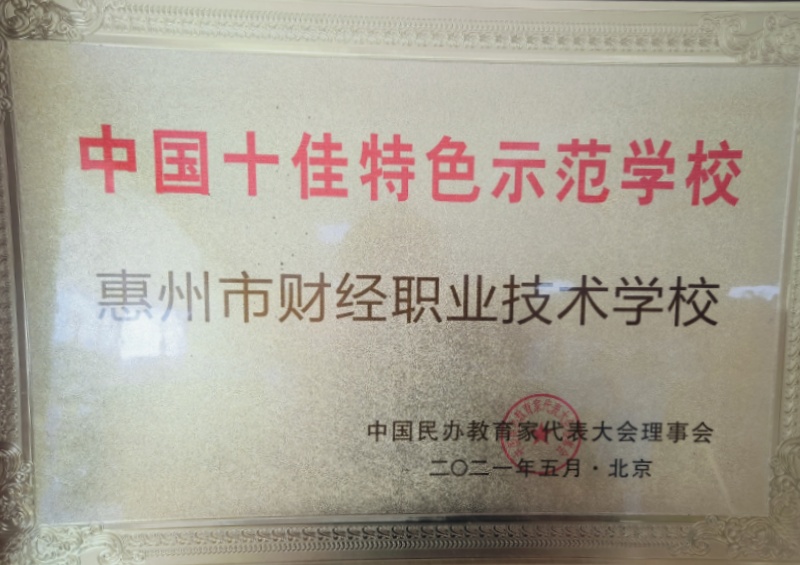 中国十佳特色示范学校
惠州市财经职业技术学校
中国民办教育家代表大会理事会
二〇二一年五月·北京